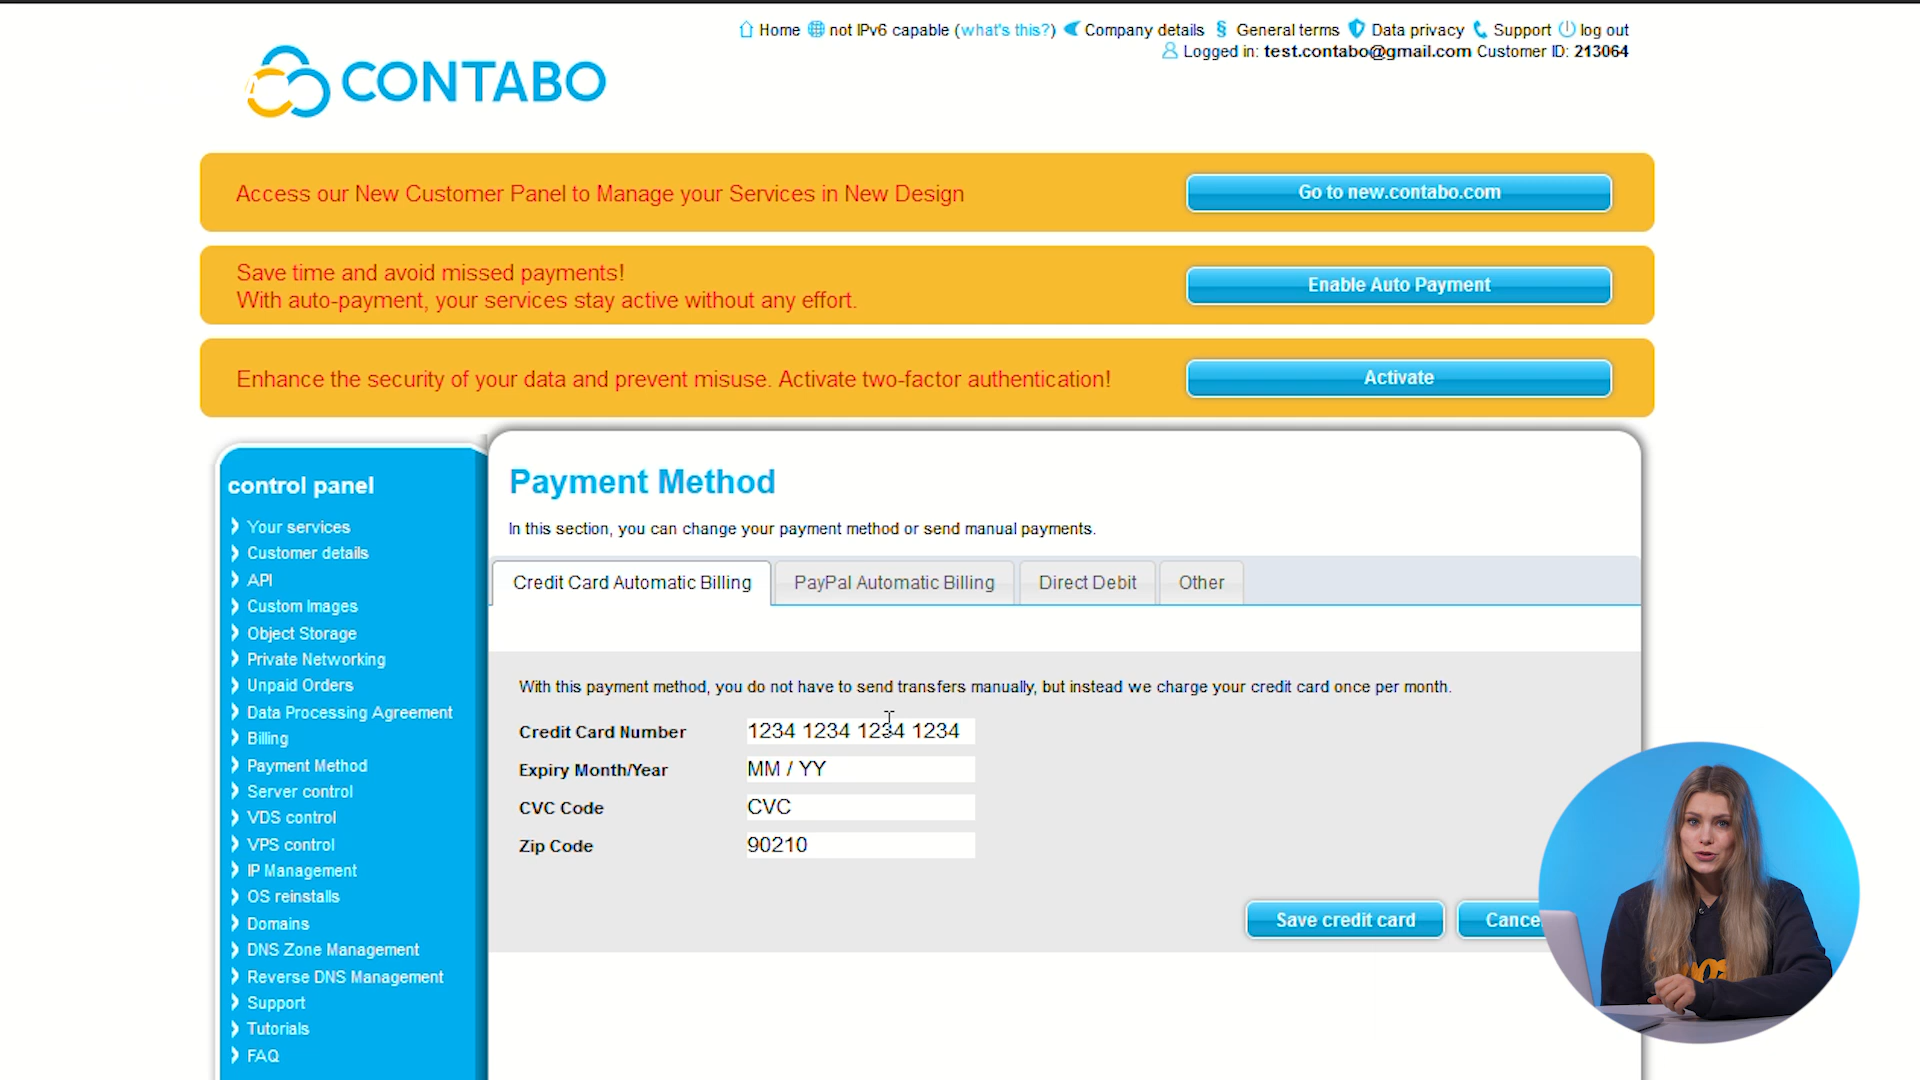 Home not IPv6 capable (what's this?) Company details § General terms Data privacy Support log out
Logged in: test.contabo@gmail.com Customer ID: 213064
CONTABO
Access our New Customer Panel to Manage your Services in New Design
Go to new.contabo.com
Save time and avoid missed payments!
With auto-payment, your services stay active without any effort.
Enable Auto Payment
Enhance the security of your data and prevent misuse. Activate two-factor authentication!
Activate
control panel
Your services
Customer details
API
Custom Images
Object Storage
Private Networking
Unpaid Orders
Data Processing Agreement
Billing
Payment Method
Server control
VDS control
VPS control
IP Management
OS reinstalls
Domains
DNS Zone Management
Reverse DNS Management
Support
Tutorials
FAQ
Payment Method
In this section, you can change your payment method or send manual payments.
Credit Card Automatic Billing PayPal Automatic Billing Direct Debit Other
With this payment method, you do not have to send transfers manually, but instead we charge your credit card once per month.
Credit Card Number 1234 1234 1234 1234
Expiry Month/Year MM / YY
CVC Code CVC
Zip Code 90210
Save credit card Cance